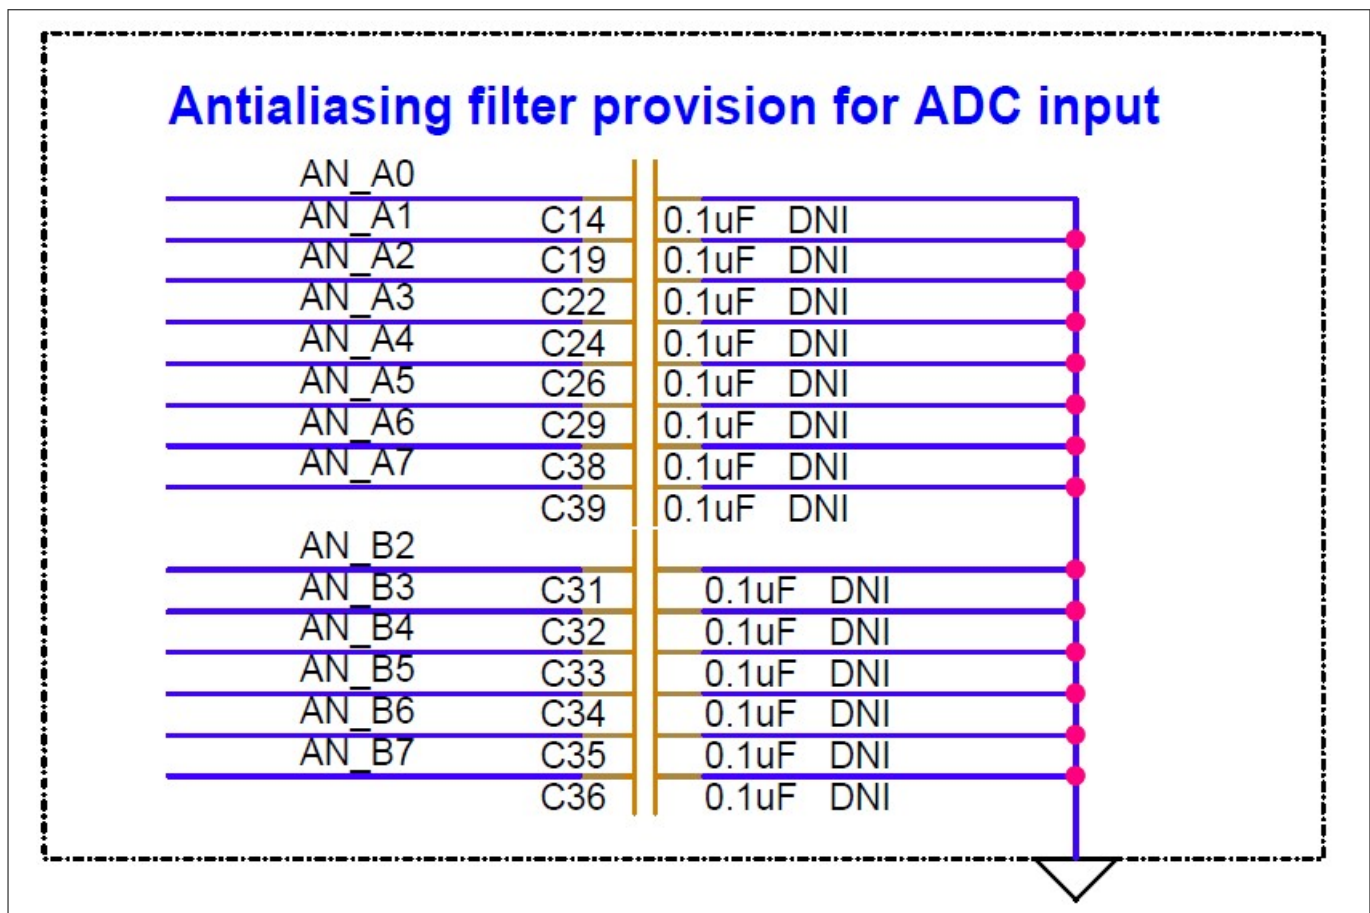 Antialiasing filter provision for ADC input
AN_A0
AN_A1 C14 0.1uF DNI
AN_A2 C19 0.1uF DNI
AN_A3 C22 0.1uF DNI
AN_A4 C24 0.1uF DNI
AN_A5 C26 0.1uF DNI
AN_A6 C29 0.1uF DNI
AN_A7 C38 0.1uF DNI
C39 0.1uF DNI
AN_B2
AN_B3 C31 0.1uF DNI
AN_B4 C32 0.1uF DNI
AN_B5 C33 0.1uF DNI
AN_B6 C34 0.1uF DNI
AN_B7 C35 0.1uF DNI
C36 0.1uF DNI